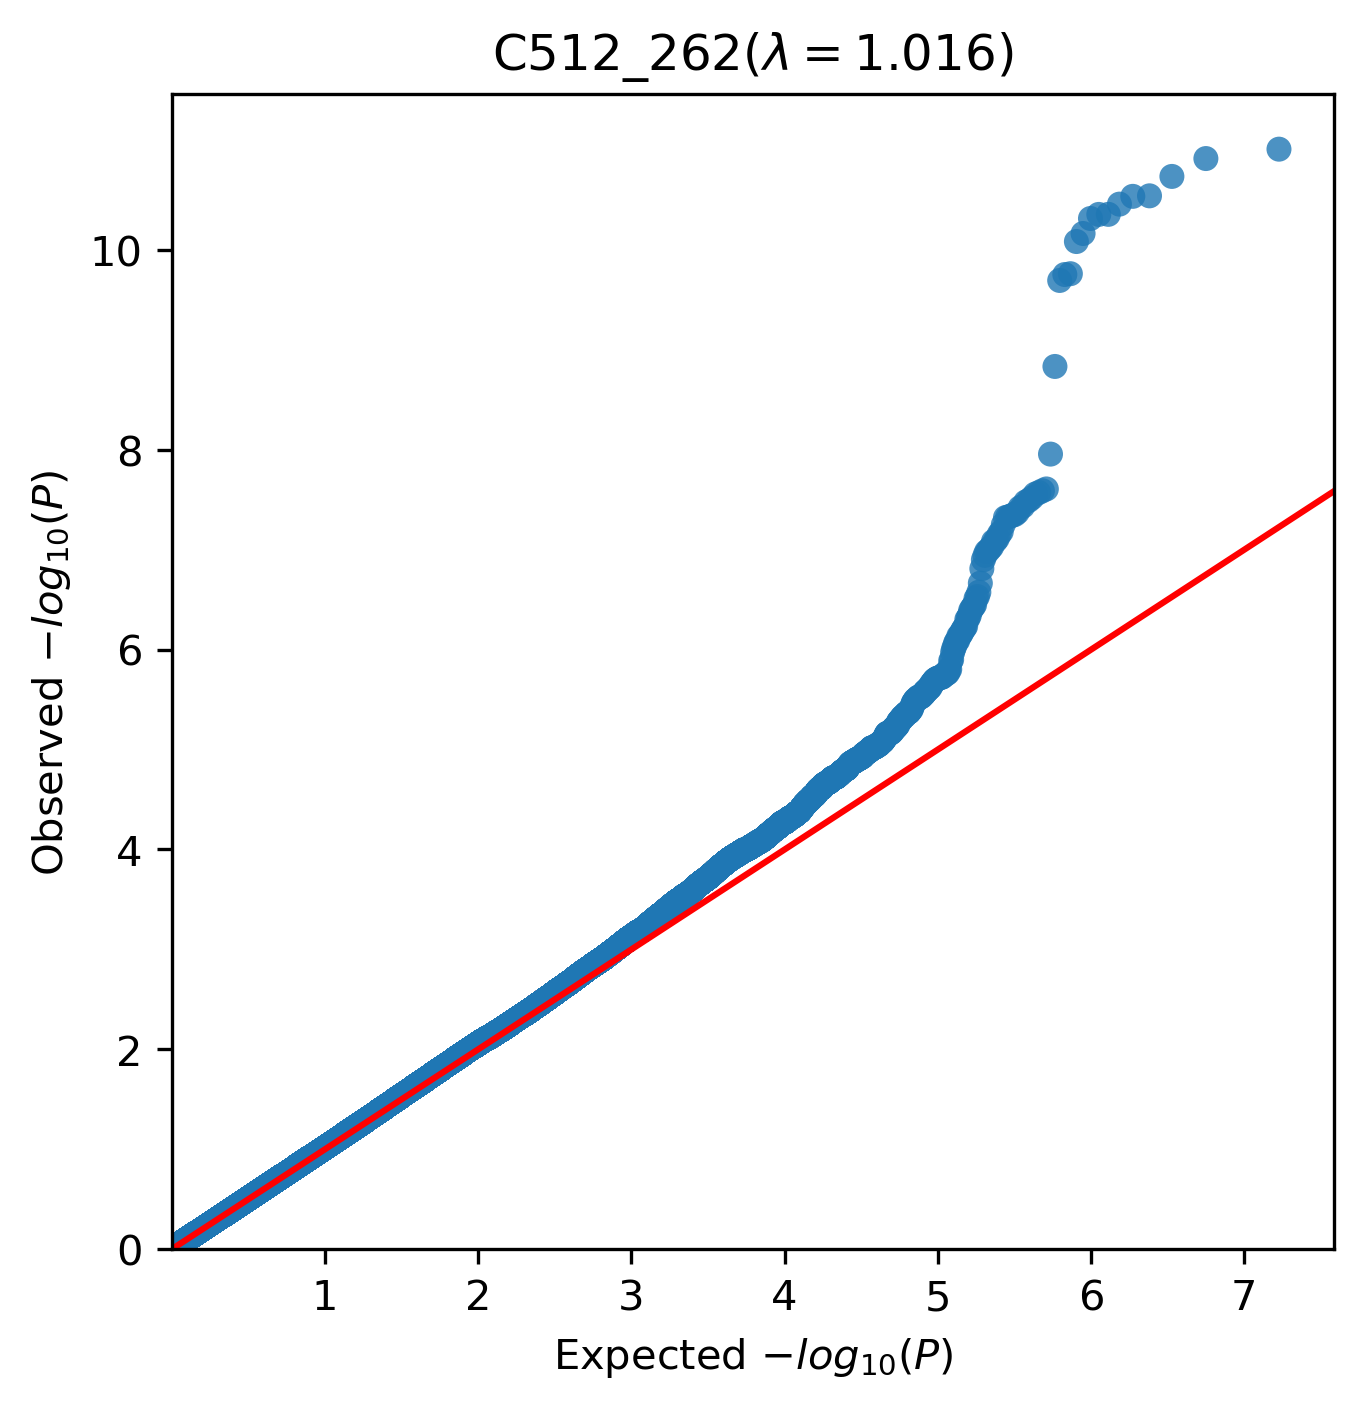 C512_262(λ = 1.016)
Observed −log₁₀(P)
10
8
6
4
2
0
1 2 3 4 5 6 7
Expected −log₁₀(P)